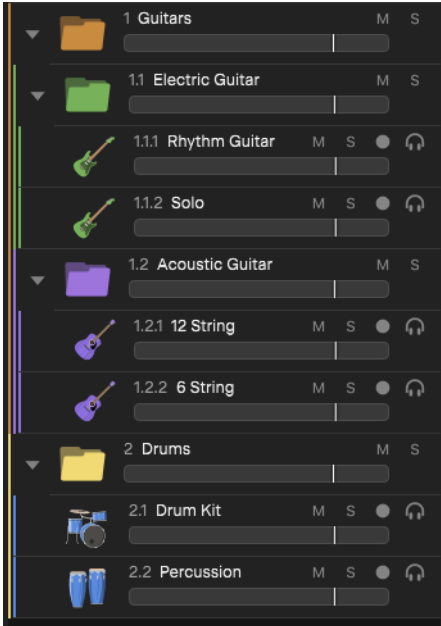 1 Guitars M S
1.1 Electric Guitar M S
1.1.1 Rhythm Guitar M S
1.1.2 Solo M S
1.2 Acoustic Guitar M S
1.2.1 12 String M S
1.2.2 6 String M S
2 Drums M S
2.1 Drum Kit M S
2.2 Percussion M S